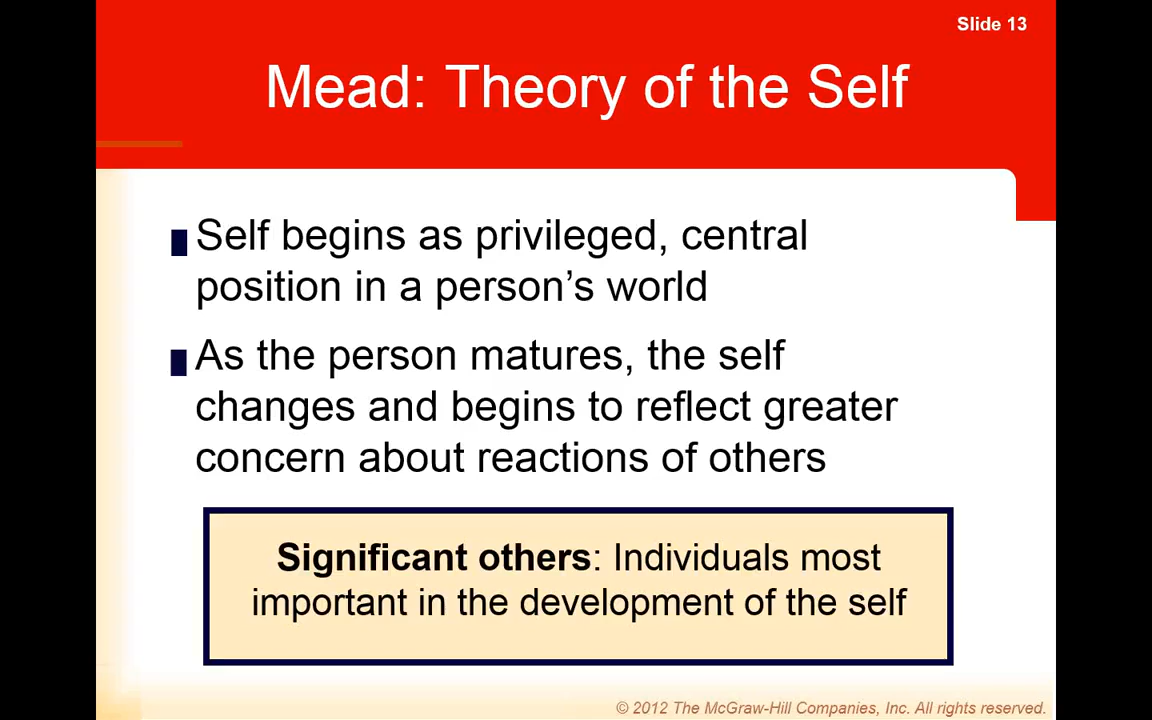 Slide 13
Mead: Theory of the Self
Self begins as privileged, central
position in a person’s world
As the person matures, the self
changes and begins to reflect greater
concern about reactions of others
Significant others: Individuals most
important in the development of the self
© 2012 The McGraw-Hill Companies, Inc. All rights reserved.